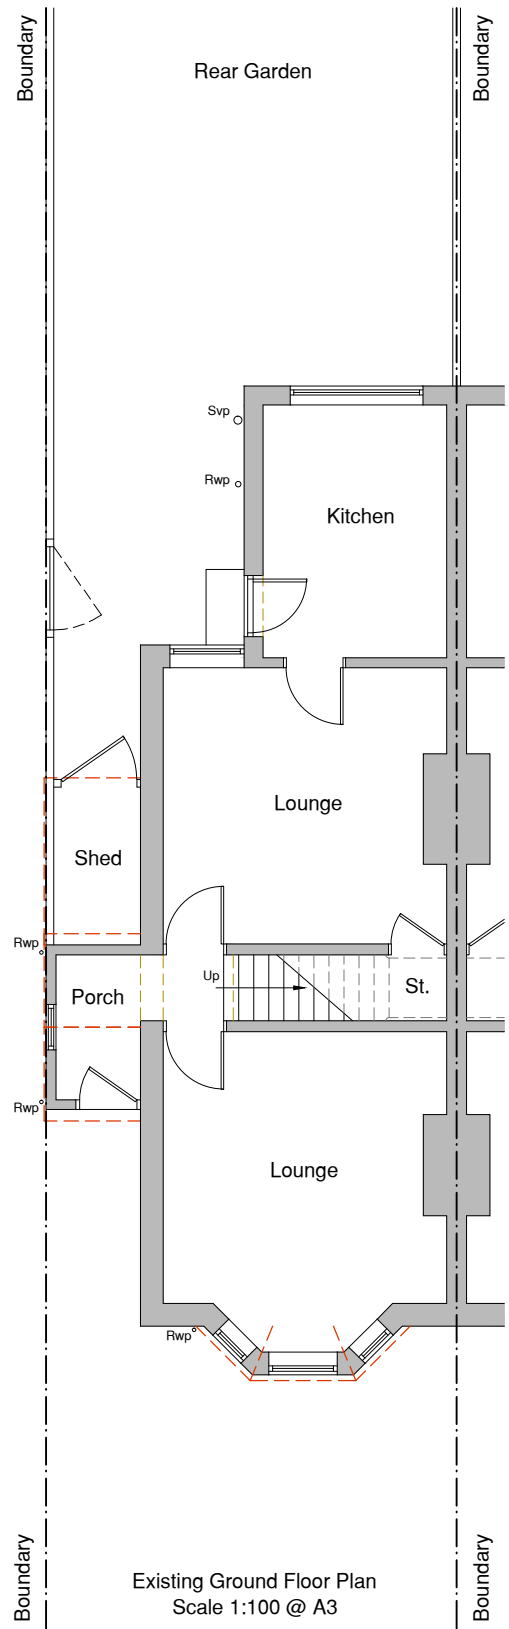 Boundary
Boundary
Rear Garden
Svp
Rwp
Kitchen
Lounge
Shed
Rwp
Porch
Up
St.
Rwp
Lounge
Rwp
Boundary
Boundary
Existing Ground Floor Plan
Scale 1:100 @ A3